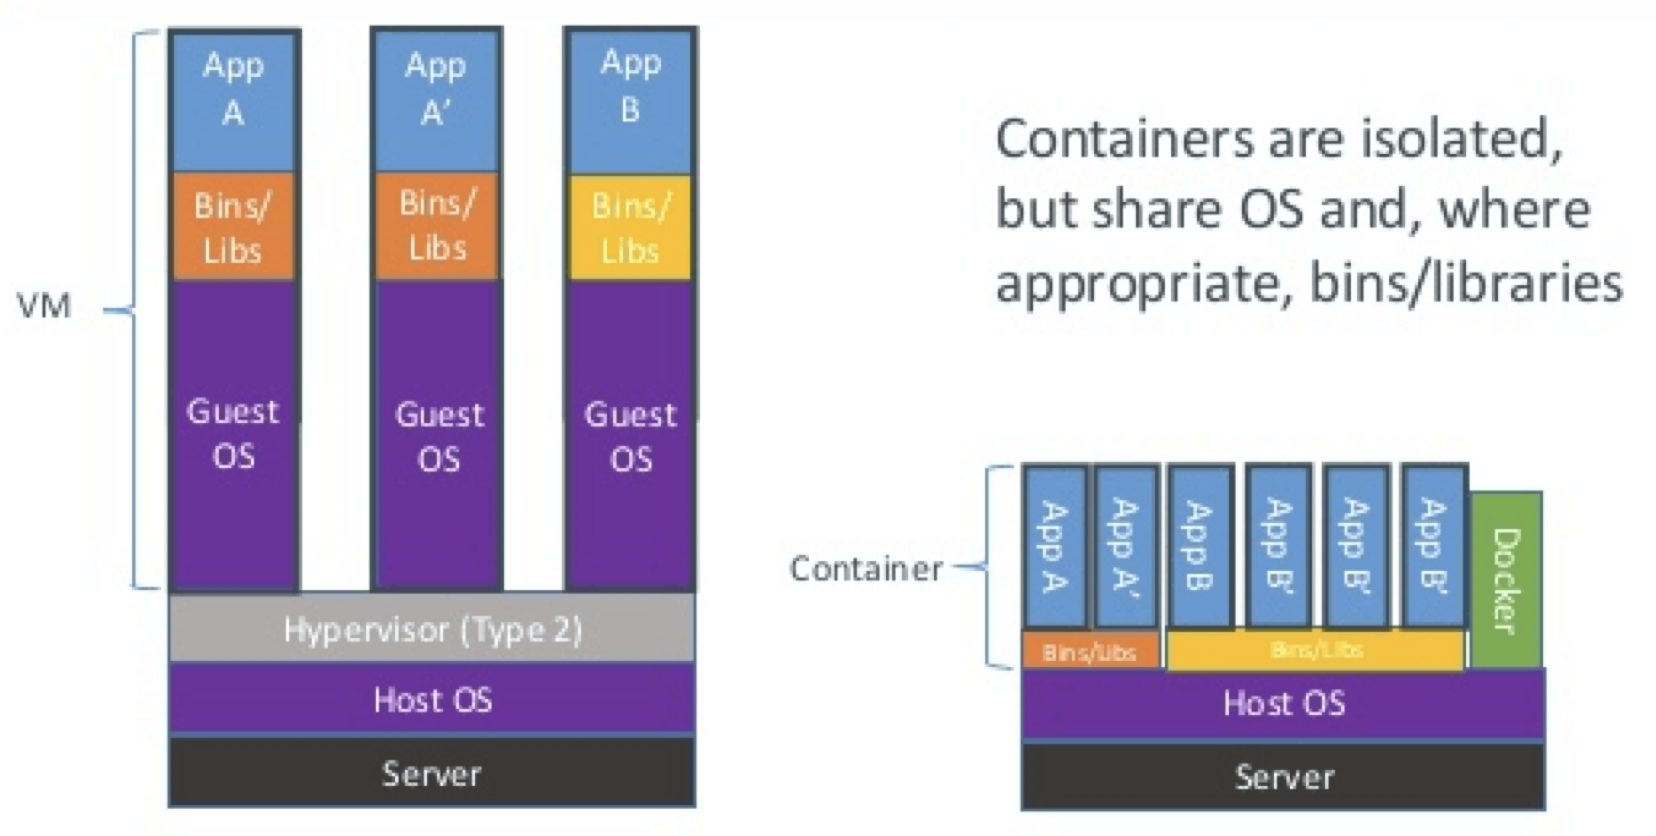 VM
App
A
Bins/
Libs
Guest
OS
App
A’
Bins/
Libs
Guest
OS
App
B
Bins/
Libs
Guest
OS
Hypervisor (Type 2)
Host OS
Server
Containers are isolated,
but share OS and, where
appropriate, bins/libraries
Container
App A
App A’
App B
App B’
App B’
App B’
Docker
Bins/Libs
Bins/Libs
Host OS
Server